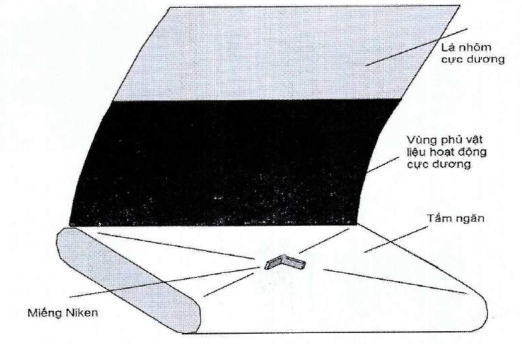 Lá nhôm
cực dương
Vùng phủ vật
liệu hoạt động
cực dương
Tấm ngăn
Miếng Niken